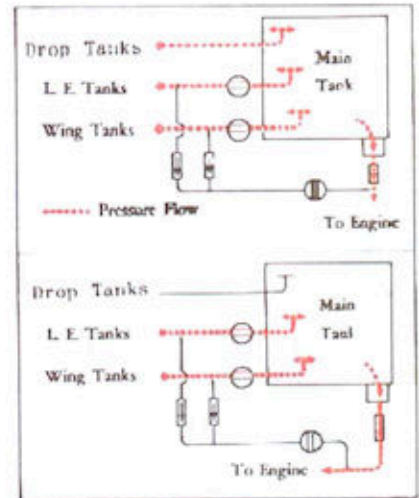 Drop Tanks
L. E. Tanks
Wing Tanks
Main
Tank
Pressure Flow
To Engine
Drop Tanks
L. E. Tanks
Wing Tanks
Main
Tank
To Engine